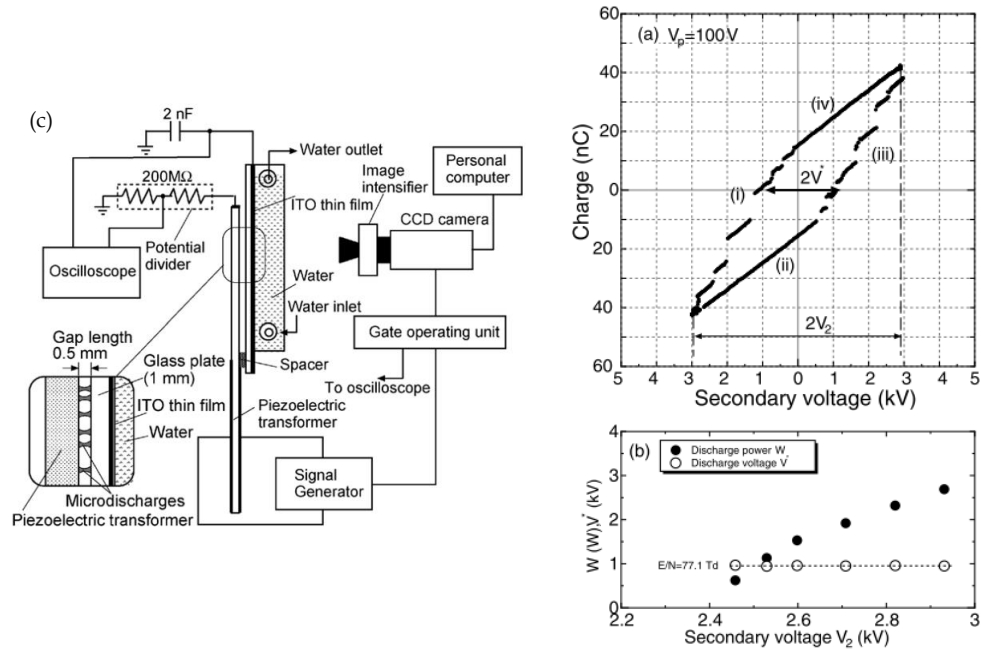 (c)
2 nF
200MΩ
Potential
divider
Oscilloscope
Water outlet
Image
intensifier
Personal
computer
ITO thin film
CCD camera
Water
Water inlet
Gate operating unit
Spacer
To oscilloscope
Piezoelectric
transformer
Signal
Generator
Gap length
0.5 mm
Glass plate
(1 mm)
ITO thin film
Water
Microdischarges
Piezoelectric transformer
(a) Vp=100 V
60
40
20
0
20
40
60
Charge (nC)
(iv)
(iii)
(i)
2V*
(ii)
2V2
5 4 3 2 1 0 1 2 3 4 5
Secondary voltage (kV)
(b)
Discharge power W
Discharge voltage V*
4
3
2
1
0
W (W),V* (kV)
E/N=77.1 Td
2.2 2.4 2.6 2.8 3
Secondary voltage V2 (kV)